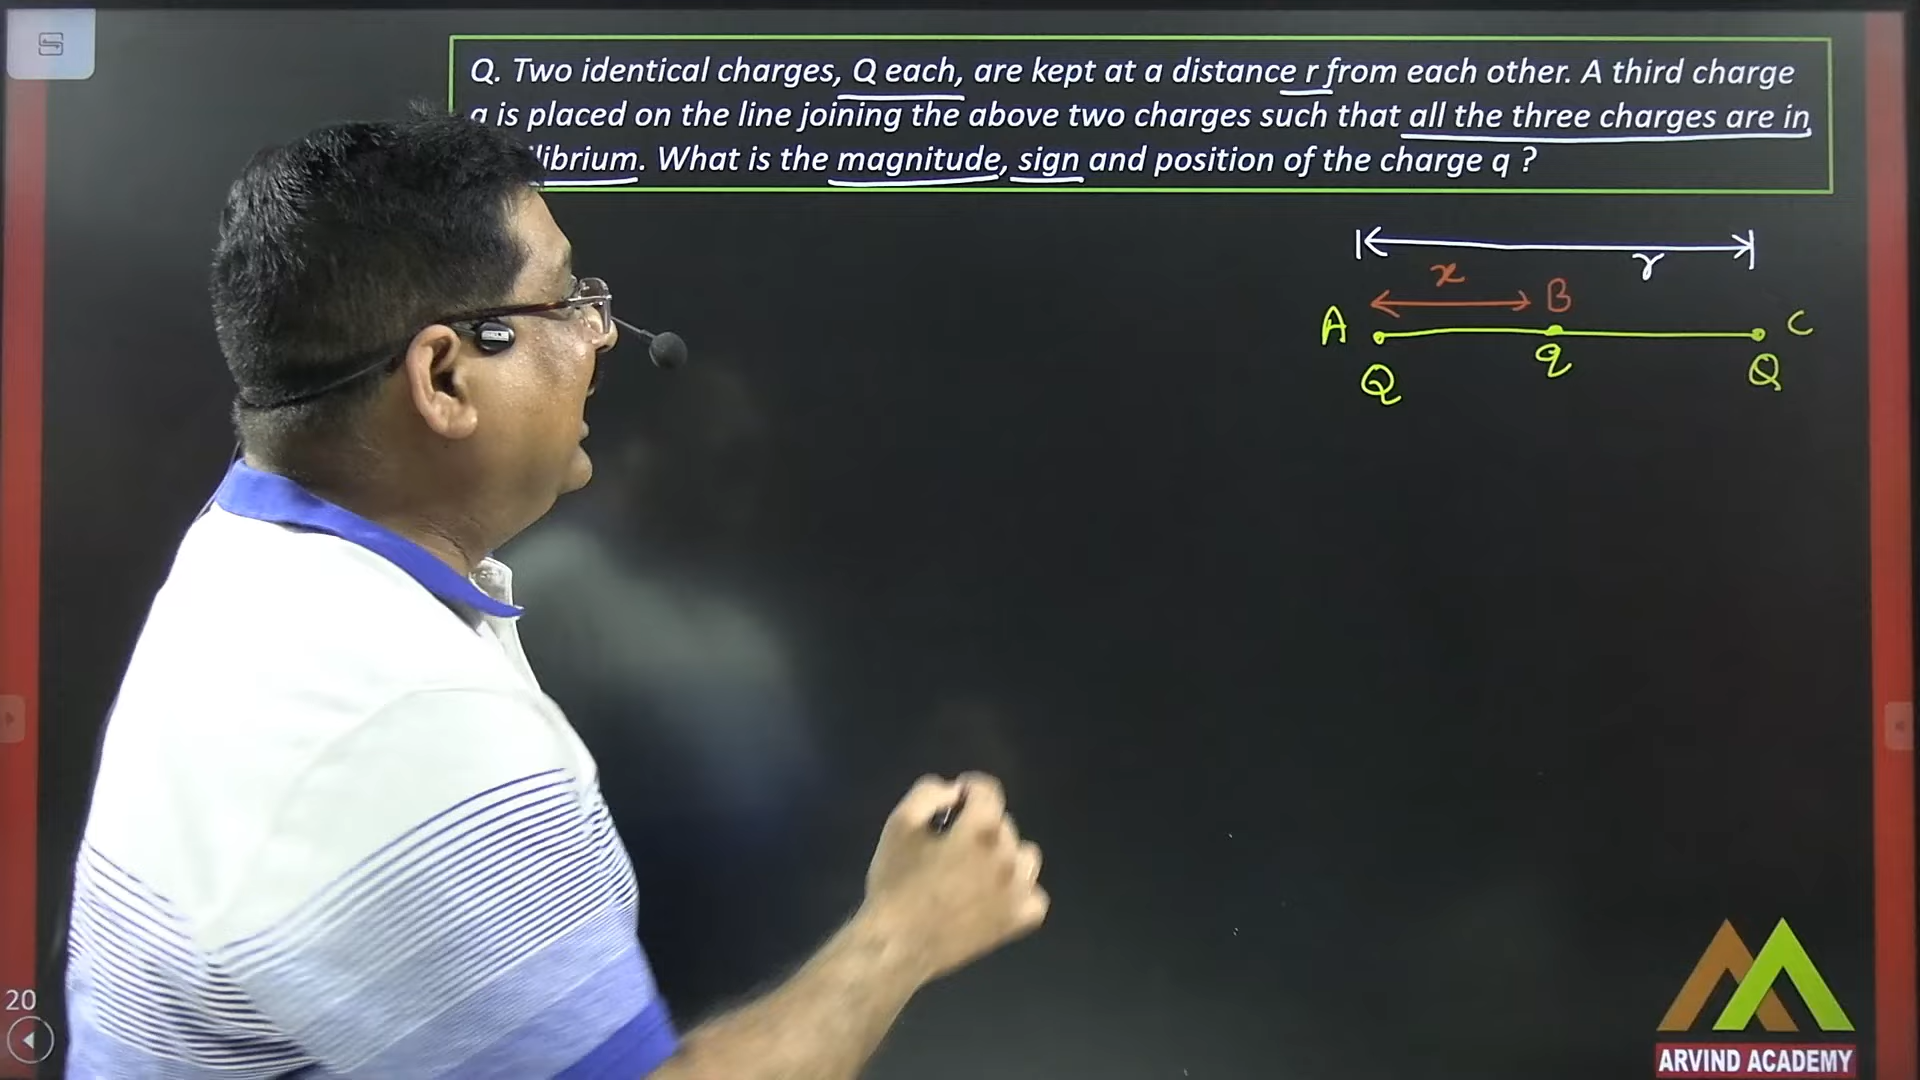 Q. Two identical charges, Q each, are kept at a distance r from each other. A third charge
q is placed on the line joining the above two charges such that all the three charges are in
librium. What is the magnitude, sign and position of the charge q ?
r
x
B
A
C
q
Q
Q
20
ARVIND ACADEMY